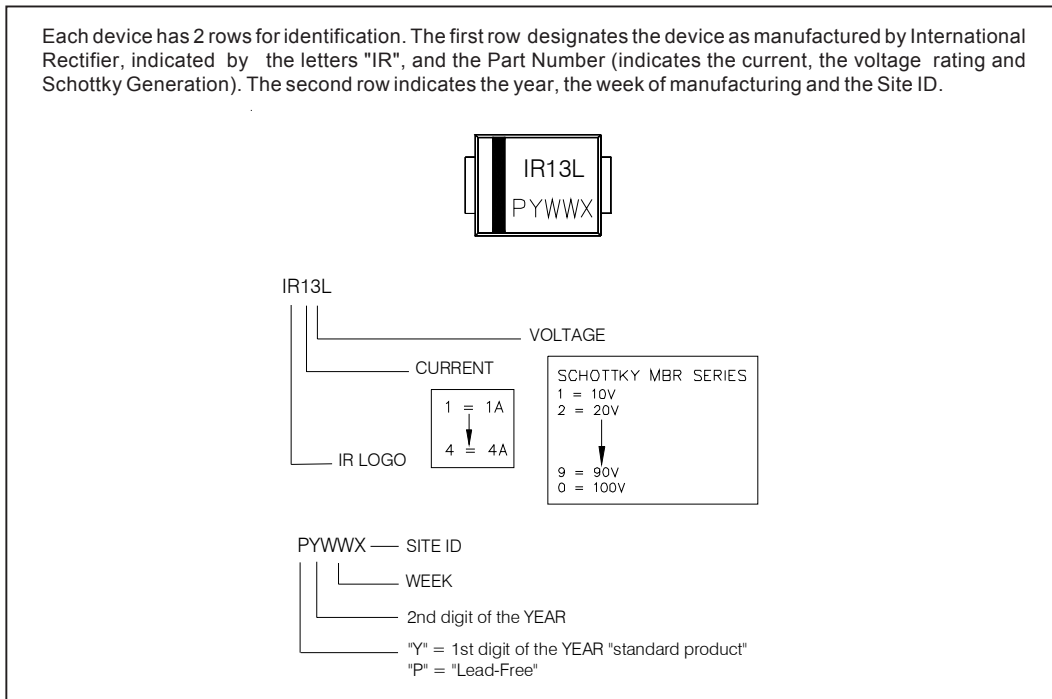 Each device has 2 rows for identification. The first row designates the device as manufactured by International
Rectifier, indicated by the letters "IR", and the Part Number (indicates the current, the voltage rating and
Schottky Generation). The second row indicates the year, the week of manufacturing and the Site ID.
IR13L
PYWWX
IR13L
VOLTAGE
CURRENT
1 = 1A
4 = 4A
IR LOGO
SCHOTTKY MBR SERIES
1 = 10V
2 = 20V
9 = 90V
0 = 100V
PYWWX
SITE ID
WEEK
2nd digit of the YEAR
"Y" = 1st digit of the YEAR "standard product"
"P" = "Lead-Free"